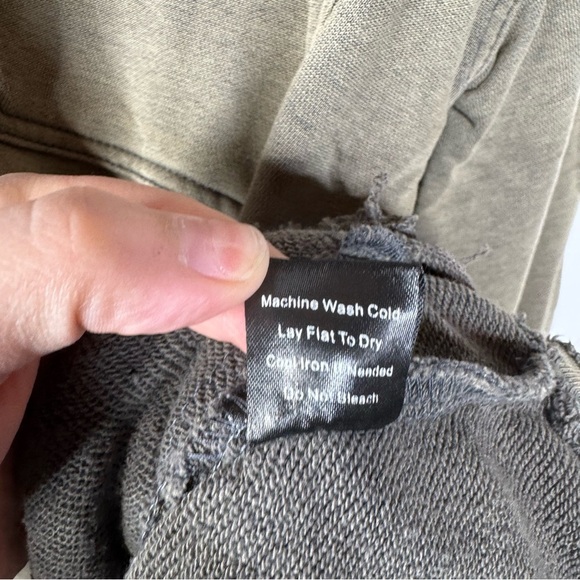 Machine Wash Cold
Lay Flat To Dry
Cool Iron If Needed
Do Not Bleach